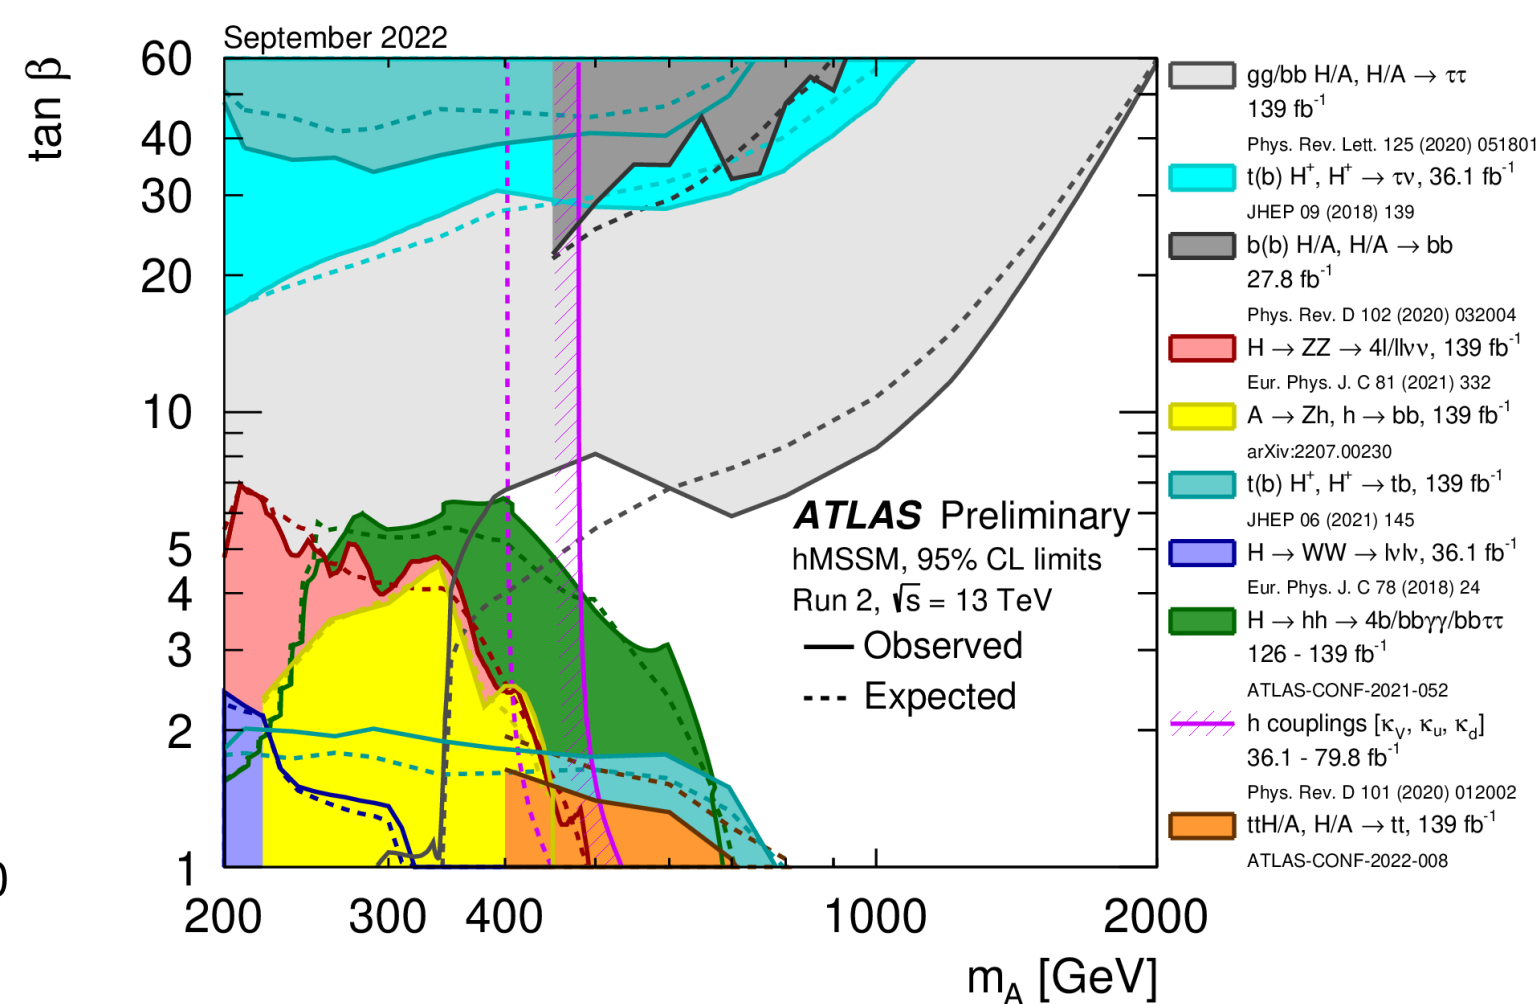 September 2022
tan β
60
40
30
20
10
5
4
3
2
1
200
300
400
1000
2000
m_A [GeV]
ATLAS Preliminary
hMSSM, 95% CL limits
Run 2, √s = 13 TeV
Observed
Expected
gg/bb H/A, H/A → ττ
139 fb⁻¹
Phys. Rev. Lett. 125 (2020) 051801
t(b) H⁺, H⁺ → τν, 36.1 fb⁻¹
JHEP 09 (2018) 139
b(b) H/A, H/A → bb
27.8 fb⁻¹
Phys. Rev. D 102 (2020) 032004
H → ZZ → 4l/llνν, 139 fb⁻¹
Eur. Phys. J. C 81 (2021) 332
A → Zh, h → bb, 139 fb⁻¹
arXiv:2207.00230
t(b) H⁺, H⁺ → tb, 139 fb⁻¹
JHEP 06 (2021) 145
H → WW → lνlν, 36.1 fb⁻¹
Eur. Phys. J. C 78 (2018) 24
H → hh → 4b/bbγγ/bbττ
126 - 139 fb⁻¹
ATLAS-CONF-2021-052
h couplings [κ_V, κ_u, κ_d]
36.1 - 79.8 fb⁻¹
Phys. Rev. D 101 (2020) 012002
ttH/A, H/A → tt, 139 fb⁻¹
ATLAS-CONF-2022-008